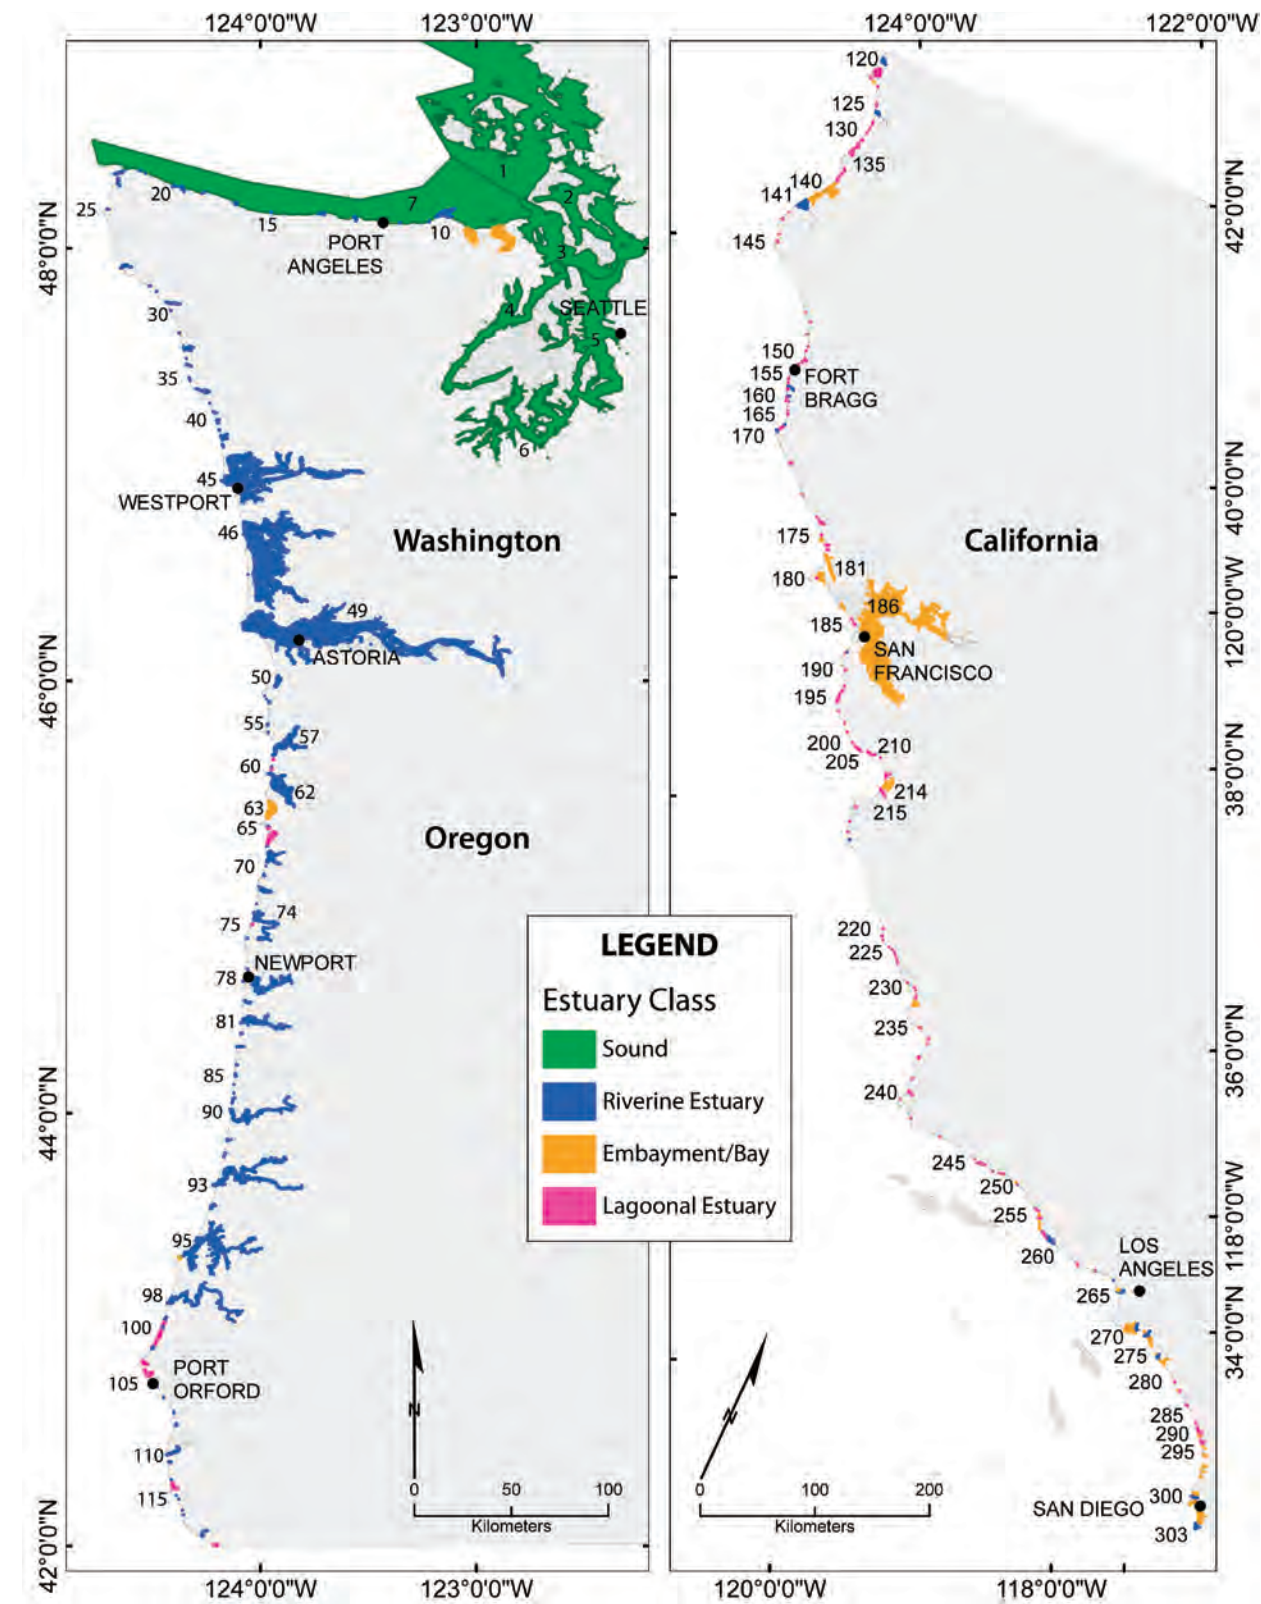 124°0'0"W 123°0'0"W
124°0'0"W 122°0'0"W
48°0'0"N
46°0'0"N
44°0'0"N
42°0'0"N
1
2
20
7
25
15
10
3
PORT
ANGELES
4
SEATTLE
5
30
35
40
6
45
WESTPORT
46
Washington
49
ASTORIA
50
55
57
60
62
63
65
Oregon
70
74
75
NEWPORT
78
81
85
90
93
95
98
100
PORT
ORFORD
105
110
115
N
0 50 100
Kilometers
124°0'0"W 123°0'0"W
LEGEND
Estuary Class
Sound
Riverine Estuary
Embayment/Bay
Lagoonal Estuary
120
125
130
135
140
141
145
150
155
FORT
BRAGG
160
165
170
175
California
181
180
186
185
SAN
FRANCISCO
190
195
200
210
205
214
215
220
225
230
235
240
245
250
255
260
LOS
ANGELES
265
270
275
280
285
290
295
300
SAN DIEGO
303
N
0 100 200
Kilometers
42°0'0"N
40°0'0"N
120°0'0"W
38°0'0"N
36°0'0"N
118°0'0"W
34°0'0"N
120°0'0"W 118°0'0"W